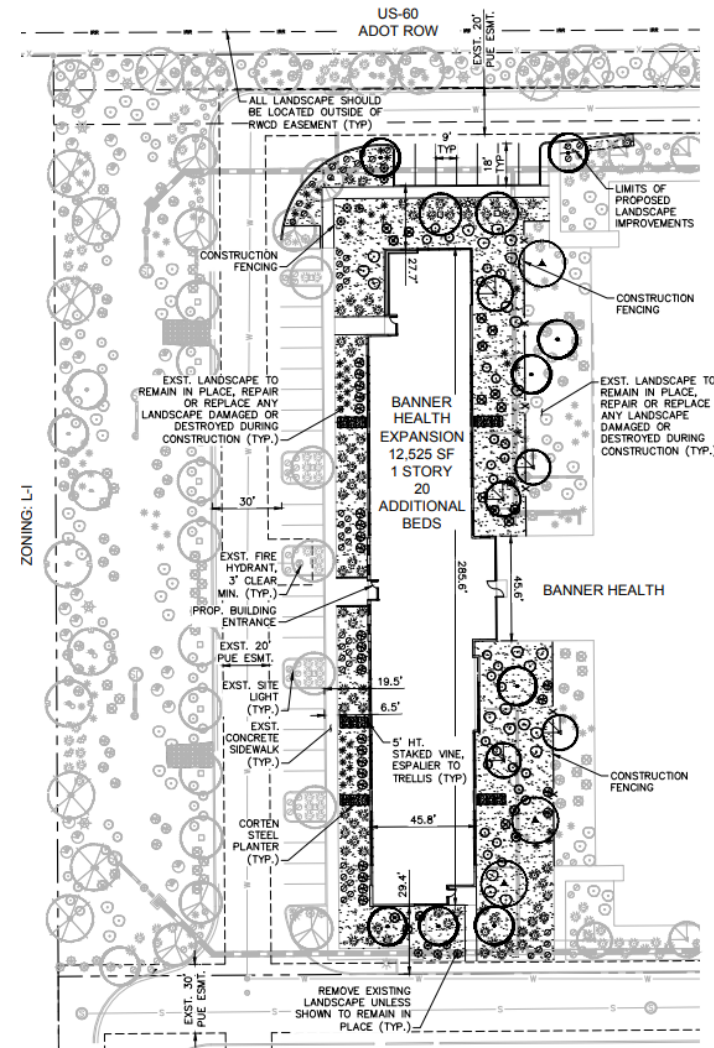 US-60
ADOT ROW
EXST. 20'
PUE ESMT.
ALL LANDSCAPE SHOULD
BE LOCATED OUTSIDE OF
RWCD EASEMENT (TYP)
9'
TYP
18'
TYP
LIMITS OF
PROPOSED
LANDSCAPE
IMPROVEMENTS
CONSTRUCTION
FENCING
27.7'
CONSTRUCTION
FENCING
EXST. LANDSCAPE TO
REMAIN IN PLACE, REPAIR
OR REPLACE ANY
LANDSCAPE DAMAGED OR
DESTROYED DURING
CONSTRUCTION (TYP.)
BANNER
HEALTH
EXPANSION
12,525 SF
1 STORY
20
ADDITIONAL
BEDS
EXST. LANDSCAPE TO
REMAIN IN PLACE,
REPAIR OR REPLACE
ANY LANDSCAPE
DAMAGED OR
DESTROYED DURING
CONSTRUCTION (TYP.)
ZONING: L-I
30'
EXST. FIRE
HYDRANT,
3' CLEAR
MIN. (TYP.)
PROP. BUILDING
ENTRANCE
285.6'
45.6'
BANNER HEALTH
EXST. 20'
PUE ESMT.
EXST. SITE
LIGHT
(TYP.)
19.5'
6.5'
EXST.
CONCRETE
SIDEWALK
(TYP.)
5' HT.
STAKED VINE,
ESPALIER TO
TRELLIS (TYP)
CONSTRUCTION
FENCING
CORTEN
STEEL
PLANTER
(TYP.)
45.8'
29.4'
EXST. 30'
PUE ESMT.
REMOVE EXISTING
LANDSCAPE UNLESS
SHOWN TO REMAIN IN
PLACE (TYP.)